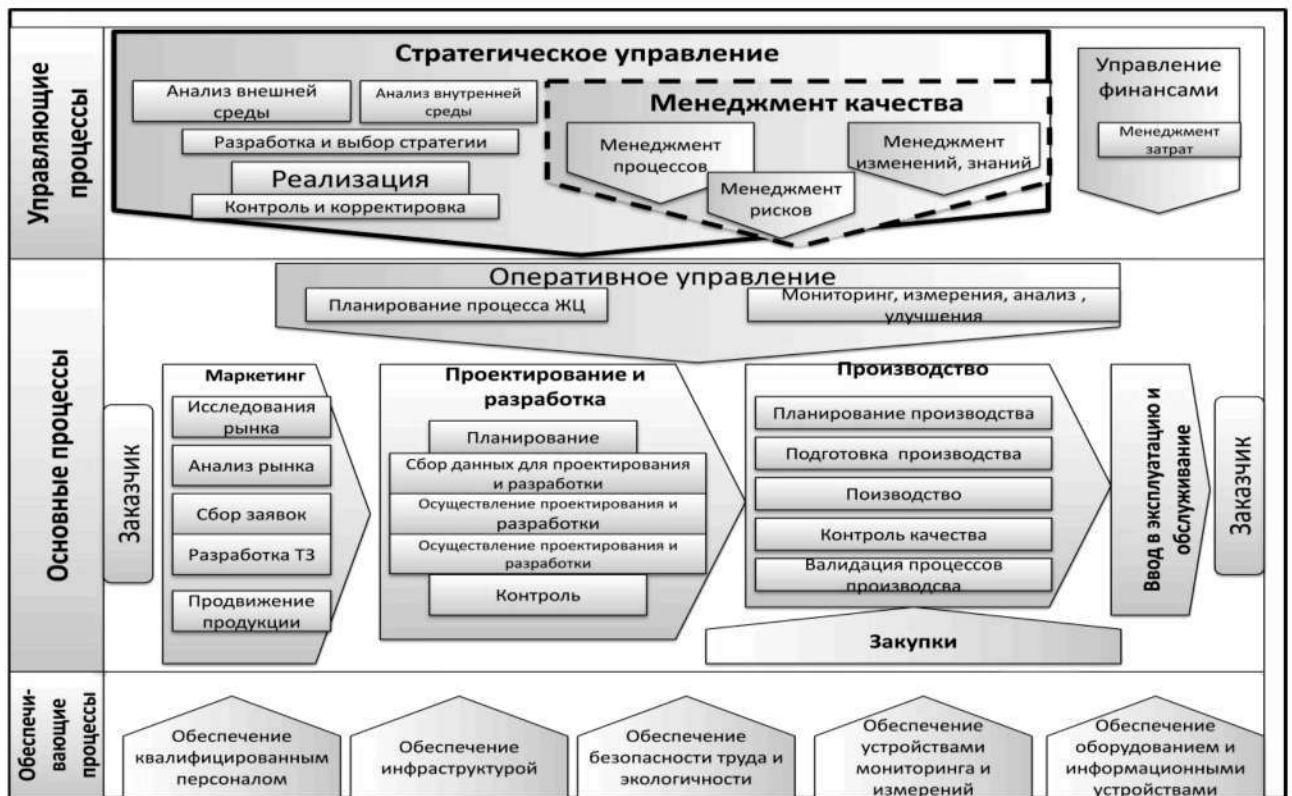 Управляющие
процессы
Стратегическое управление
Анализ внешней
среды
Анализ внутренней
среды
Разработка и выбор стратегии
Реализация
Контроль и корректировка
Менеджмент качества
Менеджмент
процессов
Менеджмент
рисков
Менеджмент
изменений, знаний
Управление
финансами
Менеджмент
затрат
Основные процессы
Оперативное управление
Планирование процесса ЖЦ
Мониторинг, измерения, анализ ,
улучшения
Заказчик
Маркетинг
Исследования
рынка
Анализ рынка
Сбор заявок
Разработка ТЗ
Продвижение
продукции
Проектирование и
разработка
Планирование
Сбор данных для проектирования
и разработки
Осуществление проектирования и
разработки
Осуществление проектирования и
разработки
Контроль
Производство
Планирование производства
Подготовка производства
Поизводство
Контроль качества
Валидация процессов
производсва
Закупки
Ввод в эксплуатацию и
обслуживание
Заказчик
Обеспечи-
вающие
процессы
Обеспечение
квалифицированным
персоналом
Обеспечение
инфраструктурой
Обеспечение
безопасности труда и
экологичности
Обеспечение
устройствами
мониторинга и
измерений
Обеспечение
оборудованием и
информационными
устройствами